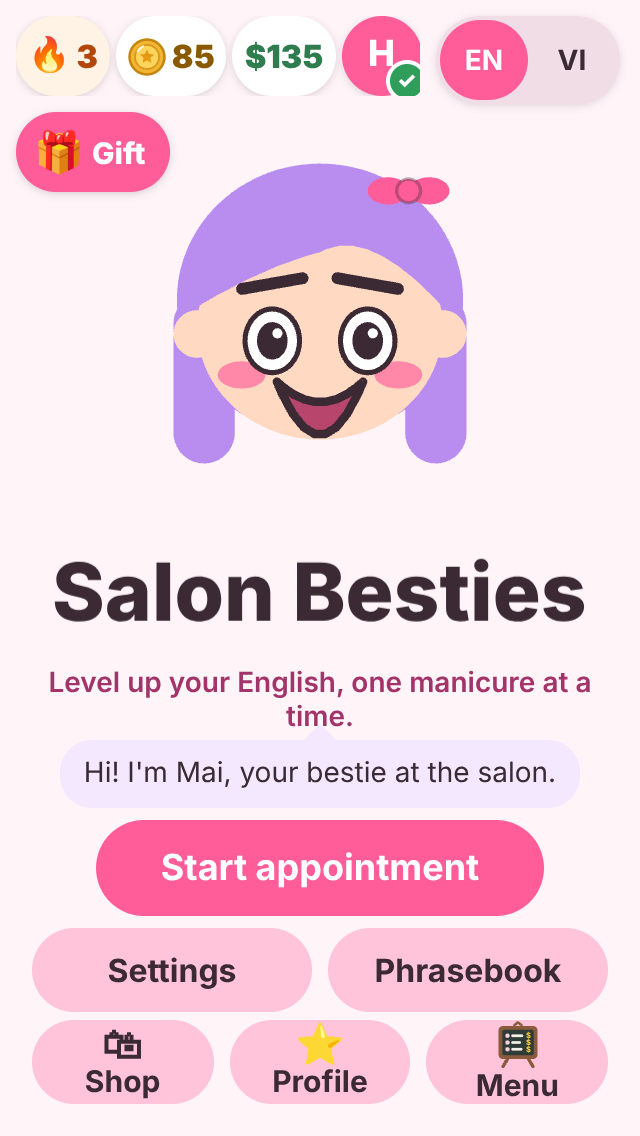 3
85
$135
H
EN
VI
Gift
Salon Besties
Level up your English, one manicure at a
time.
Hi! I'm Mai, your bestie at the salon.
Start appointment
Settings
Phrasebook
Shop
Profile
Menu